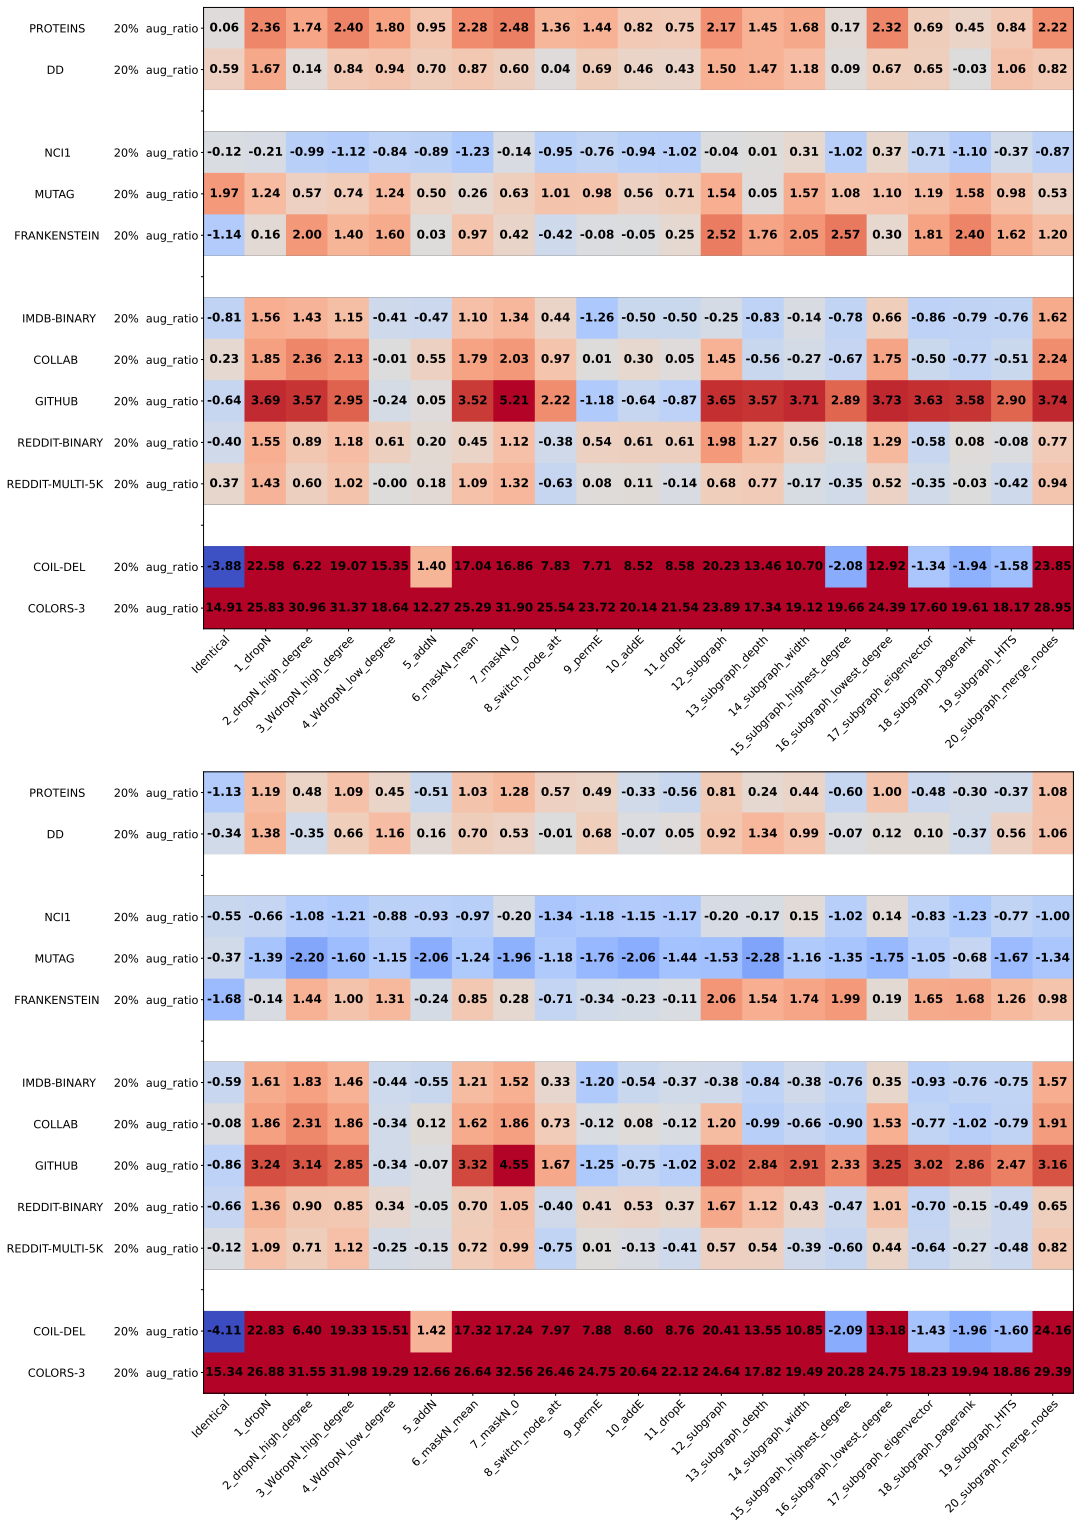 PROTEINS 20% aug_ratio 0.06 2.36 1.74 2.40 1.80 0.95 2.28 2.48 1.36 1.44 0.82 0.75 2.17 1.45 1.68 0.17 2.32 0.69 0.45 0.84 2.22
DD 20% aug_ratio 0.59 1.67 0.14 0.84 0.94 0.70 0.87 0.60 0.04 0.69 0.46 0.43 1.50 1.47 1.18 0.09 0.67 0.65 -0.03 1.06 0.82
NCI1 20% aug_ratio -0.12 -0.21 -0.99 -1.12 -0.84 -0.89 -1.23 -0.14 -0.95 -0.76 -0.94 -1.02 -0.04 0.01 0.31 -1.02 0.37 -0.71 -1.10 -0.37 -0.87
MUTAG 20% aug_ratio 1.97 1.24 0.57 0.74 1.24 0.50 0.26 0.63 1.01 0.98 0.56 0.71 1.54 0.05 1.57 1.08 1.10 1.19 1.58 0.98 0.53
FRANKENSTEIN 20% aug_ratio -1.14 0.16 2.00 1.40 1.60 0.03 0.97 0.42 -0.42 -0.08 -0.05 0.25 2.52 1.76 2.05 2.57 0.30 1.81 2.40 1.62 1.20
IMDB-BINARY 20% aug_ratio -0.81 1.56 1.43 1.15 -0.41 -0.47 1.10 1.34 0.44 -1.26 -0.50 -0.50 -0.25 -0.83 -0.14 -0.78 0.66 -0.86 -0.79 -0.76 1.62
COLLAB 20% aug_ratio 0.23 1.85 2.36 2.13 -0.01 0.55 1.79 2.03 0.97 0.01 0.30 0.05 1.45 -0.56 -0.27 -0.67 1.75 -0.50 -0.77 -0.51 2.24
GITHUB 20% aug_ratio -0.64 3.69 3.57 2.95 -0.24 0.05 3.52 5.21 2.22 -1.18 -0.64 -0.87 3.65 3.57 3.71 2.89 3.73 3.63 3.58 2.90 3.74
REDDIT-BINARY 20% aug_ratio -0.40 1.55 0.89 1.18 0.61 0.20 0.45 1.12 -0.38 0.54 0.61 0.61 1.98 1.27 0.56 -0.18 1.29 -0.58 0.08 -0.08 0.77
REDDIT-MULTI-5K 20% aug_ratio 0.37 1.43 0.60 1.02 -0.00 0.18 1.09 1.32 -0.63 0.08 0.11 -0.14 0.68 0.77 -0.17 -0.35 0.52 -0.35 -0.03 -0.42 0.94
COIL-DEL 20% aug_ratio -3.88 22.58 6.22 19.07 15.35 1.40 17.04 16.86 7.83 7.71 8.52 8.58 20.23 13.46 10.70 -2.08 12.92 -1.34 -1.94 -1.58 23.85
COLORS-3 20% aug_ratio 14.91 25.83 30.96 31.37 18.64 12.27 25.29 31.90 25.54 23.72 20.14 21.54 23.89 17.34 19.12 19.66 24.39 17.60 19.61 18.17 28.95
Identical 1_dropN 2_dropN_high_degree 3_WdropN_high_degree 4_WdropN_low_degree 5_addN 6_maskN_mean 7_maskN_0 8_switch_node_att 9_permE 10_addE 11_dropE 12_subgraph 13_subgraph_depth 14_subgraph_width 15_subgraph_highest_degree 16_subgraph_lowest_degree 17_subgraph_eigenvector 18_subgraph_pagerank 19_subgraph_HITS 20_subgraph_merge_nodes
PROTEINS 20% aug_ratio -1.13 1.19 0.48 1.09 0.45 -0.51 1.03 1.28 0.57 0.49 -0.33 -0.56 0.81 0.24 0.44 -0.60 1.00 -0.48 -0.30 -0.37 1.08
DD 20% aug_ratio -0.34 1.38 -0.35 0.66 1.16 0.16 0.70 0.53 -0.01 0.68 -0.07 0.05 0.92 1.34 0.99 -0.07 0.12 0.10 -0.37 0.56 1.06
NCI1 20% aug_ratio -0.55 -0.66 -1.08 -1.21 -0.88 -0.93 -0.97 -0.20 -1.34 -1.18 -1.15 -1.17 -0.20 -0.17 0.15 -1.02 0.14 -0.83 -1.23 -0.77 -1.00
MUTAG 20% aug_ratio -0.37 -1.39 -2.20 -1.60 -1.15 -2.06 -1.24 -1.96 -1.18 -1.76 -2.06 -1.44 -1.53 -2.28 -1.16 -1.35 -1.75 -1.05 -0.68 -1.67 -1.34
FRANKENSTEIN 20% aug_ratio -1.68 -0.14 1.44 1.00 1.31 -0.24 0.85 0.28 -0.71 -0.34 -0.23 -0.11 2.06 1.54 1.74 1.99 0.19 1.65 1.68 1.26 0.98
IMDB-BINARY 20% aug_ratio -0.59 1.61 1.83 1.46 -0.44 -0.55 1.21 1.52 0.33 -1.20 -0.54 -0.37 -0.38 -0.84 -0.38 -0.76 0.35 -0.93 -0.76 -0.75 1.57
COLLAB 20% aug_ratio -0.08 1.86 2.31 1.86 -0.34 0.12 1.62 1.86 0.73 -0.12 0.08 -0.12 1.20 -0.99 -0.66 -0.90 1.53 -0.77 -1.02 -0.79 1.91
GITHUB 20% aug_ratio -0.86 3.24 3.14 2.85 -0.34 -0.07 3.32 4.55 1.67 -1.25 -0.75 -1.02 3.02 2.84 2.91 2.33 3.25 3.02 2.86 2.47 3.16
REDDIT-BINARY 20% aug_ratio -0.66 1.36 0.90 0.85 0.34 -0.05 0.70 1.05 -0.40 0.41 0.53 0.37 1.67 1.12 0.43 -0.47 1.01 -0.70 -0.15 -0.49 0.65
REDDIT-MULTI-5K 20% aug_ratio -0.12 1.09 0.71 1.12 -0.25 -0.15 0.72 0.99 -0.75 0.01 -0.13 -0.41 0.57 0.54 -0.39 -0.60 0.44 -0.64 -0.27 -0.48 0.82
COIL-DEL 20% aug_ratio -4.11 22.83 6.40 19.33 15.51 1.42 17.32 17.24 7.97 7.88 8.60 8.76 20.41 13.55 10.85 -2.09 13.18 -1.43 -1.96 -1.60 24.16
COLORS-3 20% aug_ratio 15.34 26.88 31.55 31.98 19.29 12.66 26.64 32.56 26.46 24.75 20.64 22.12 24.64 17.82 19.49 20.28 24.75 18.23 19.94 18.86 29.39
Identical 1_dropN 2_dropN_high_degree 3_WdropN_high_degree 4_WdropN_low_degree 5_addN 6_maskN_mean 7_maskN_0 8_switch_node_att 9_permE 10_addE 11_dropE 12_subgraph 13_subgraph_depth 14_subgraph_width 15_subgraph_highest_degree 16_subgraph_lowest_degree 17_subgraph_eigenvector 18_subgraph_pagerank 19_subgraph_HITS 20_subgraph_merge_nodes